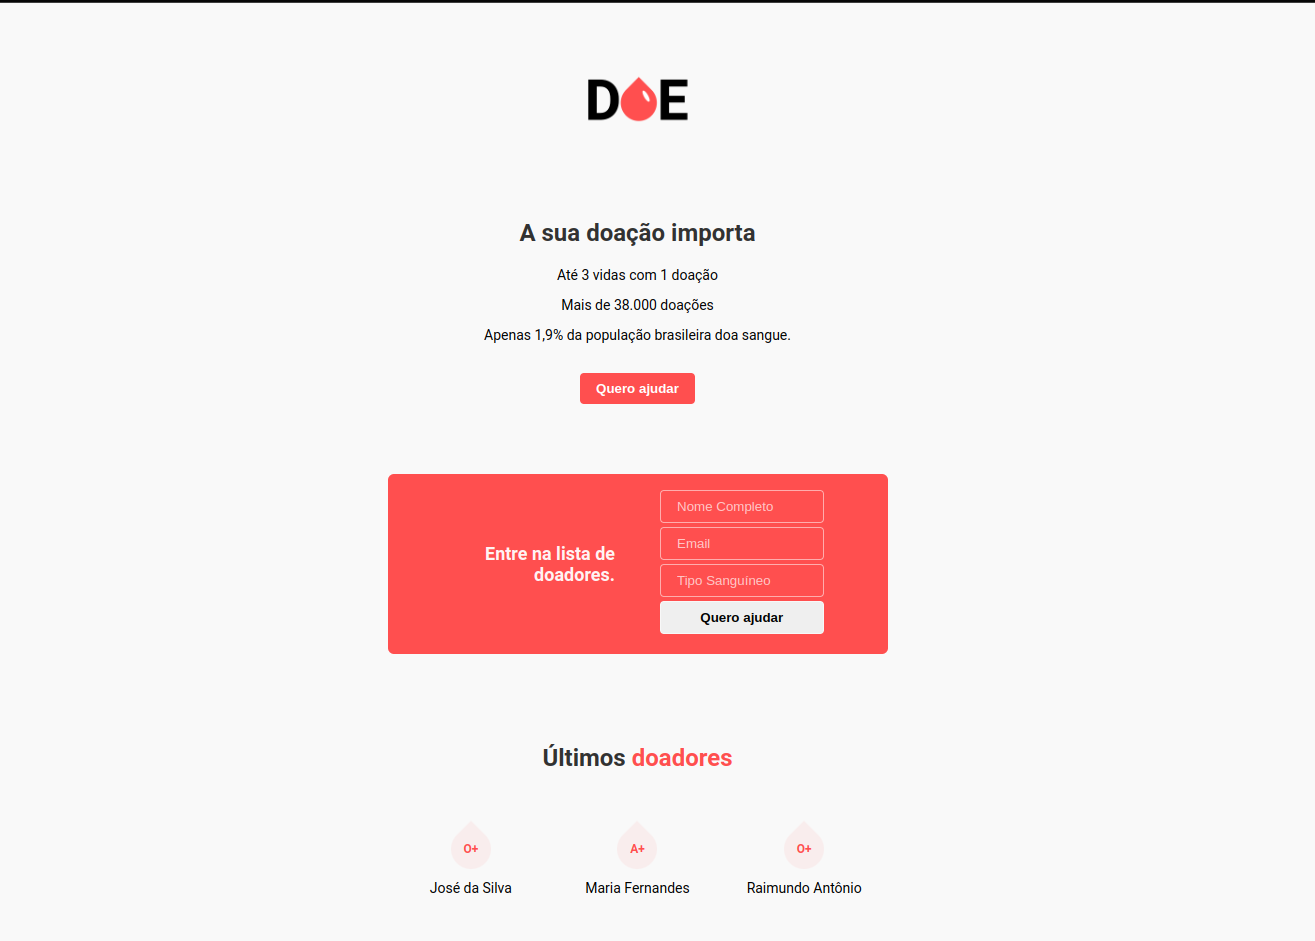 DOE
A sua doação importa
Até 3 vidas com 1 doação
Mais de 38.000 doações
Apenas 1,9% da população brasileira doa sangue.
Quero ajudar
Entre na lista de
doadores.
Nome Completo
Email
Tipo Sanguíneo
Quero ajudar
Últimos doadores
O+
A+
O+
José da Silva
Maria Fernandes
Raimundo Antônio